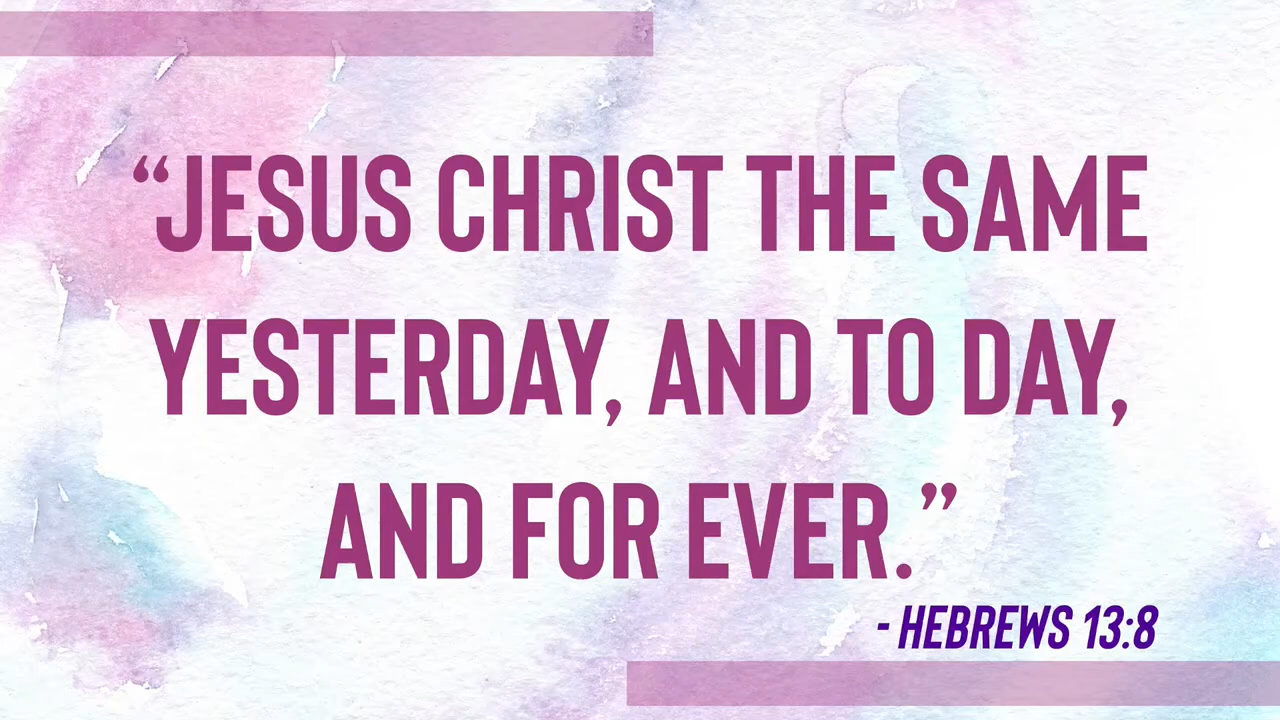 “JESUS CHRIST THE SAME
YESTERDAY, AND TO DAY,
AND FOR EVER.”
- HEBREWS 13:8